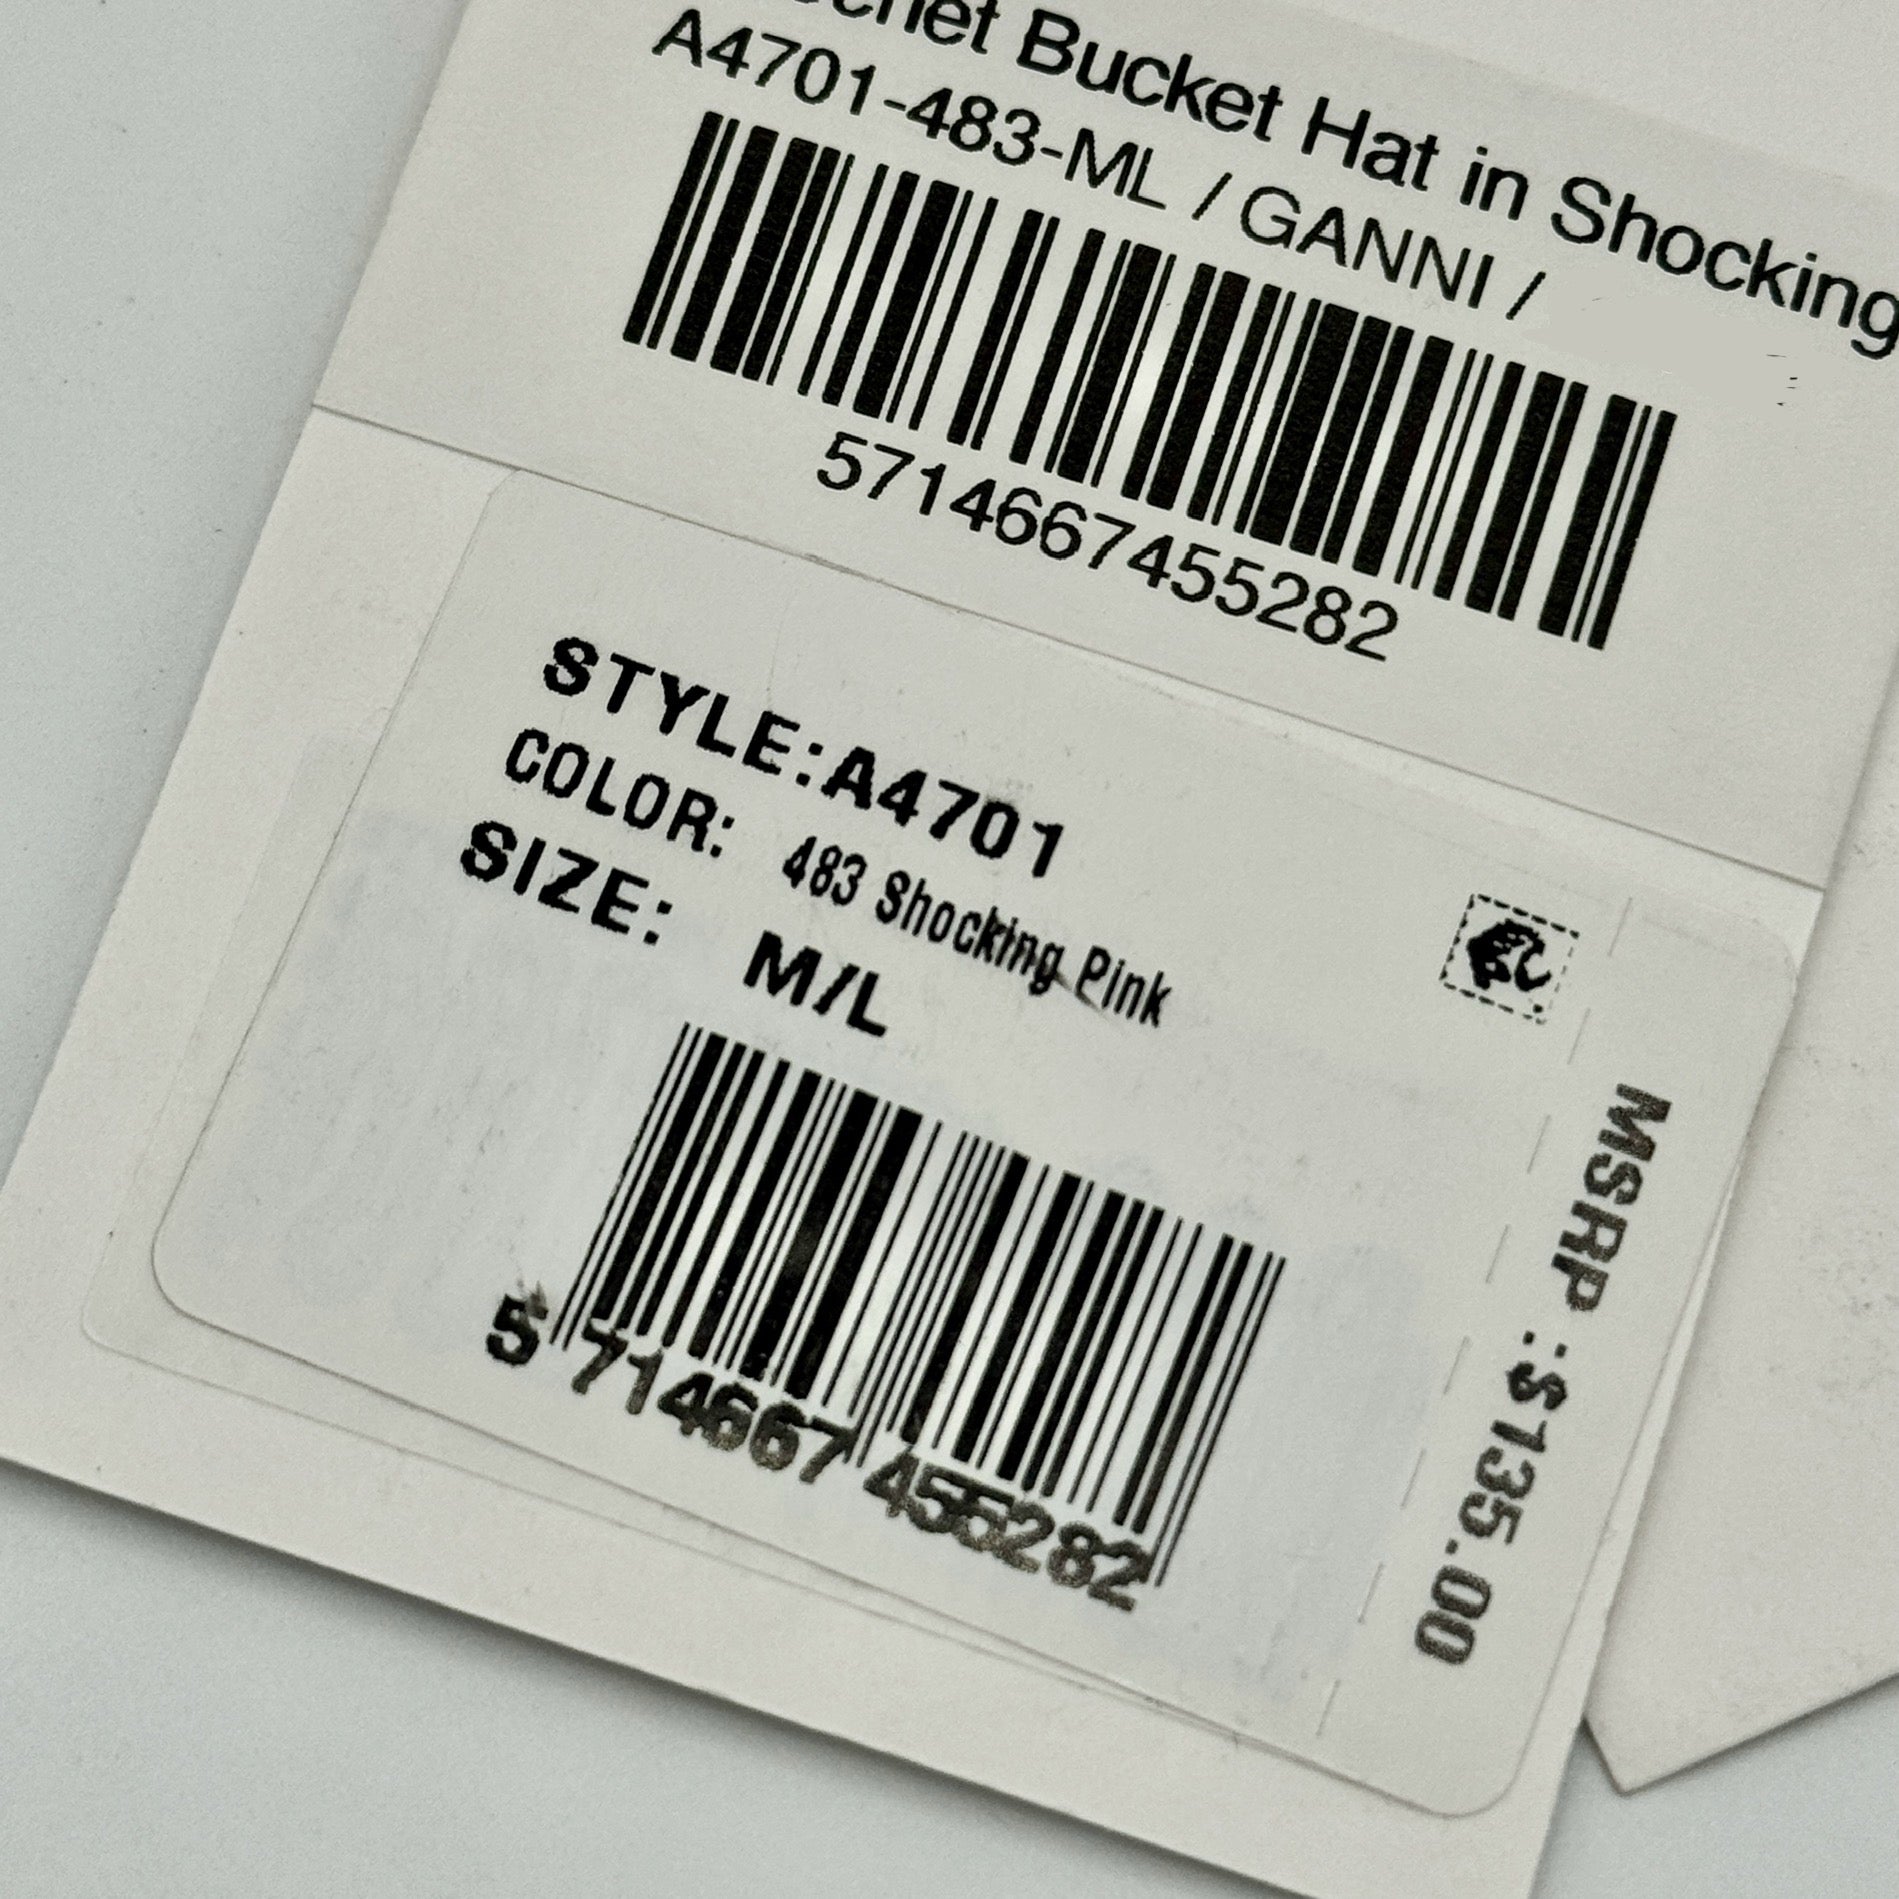 Bucket Hat in Shocking
A4701-483-ML / GANNI /
5714667455282
STYLE:A4701
COLOR: 483 Shocking Pink
SIZE: M/L
5 714667 455282
MSRP :$135.00